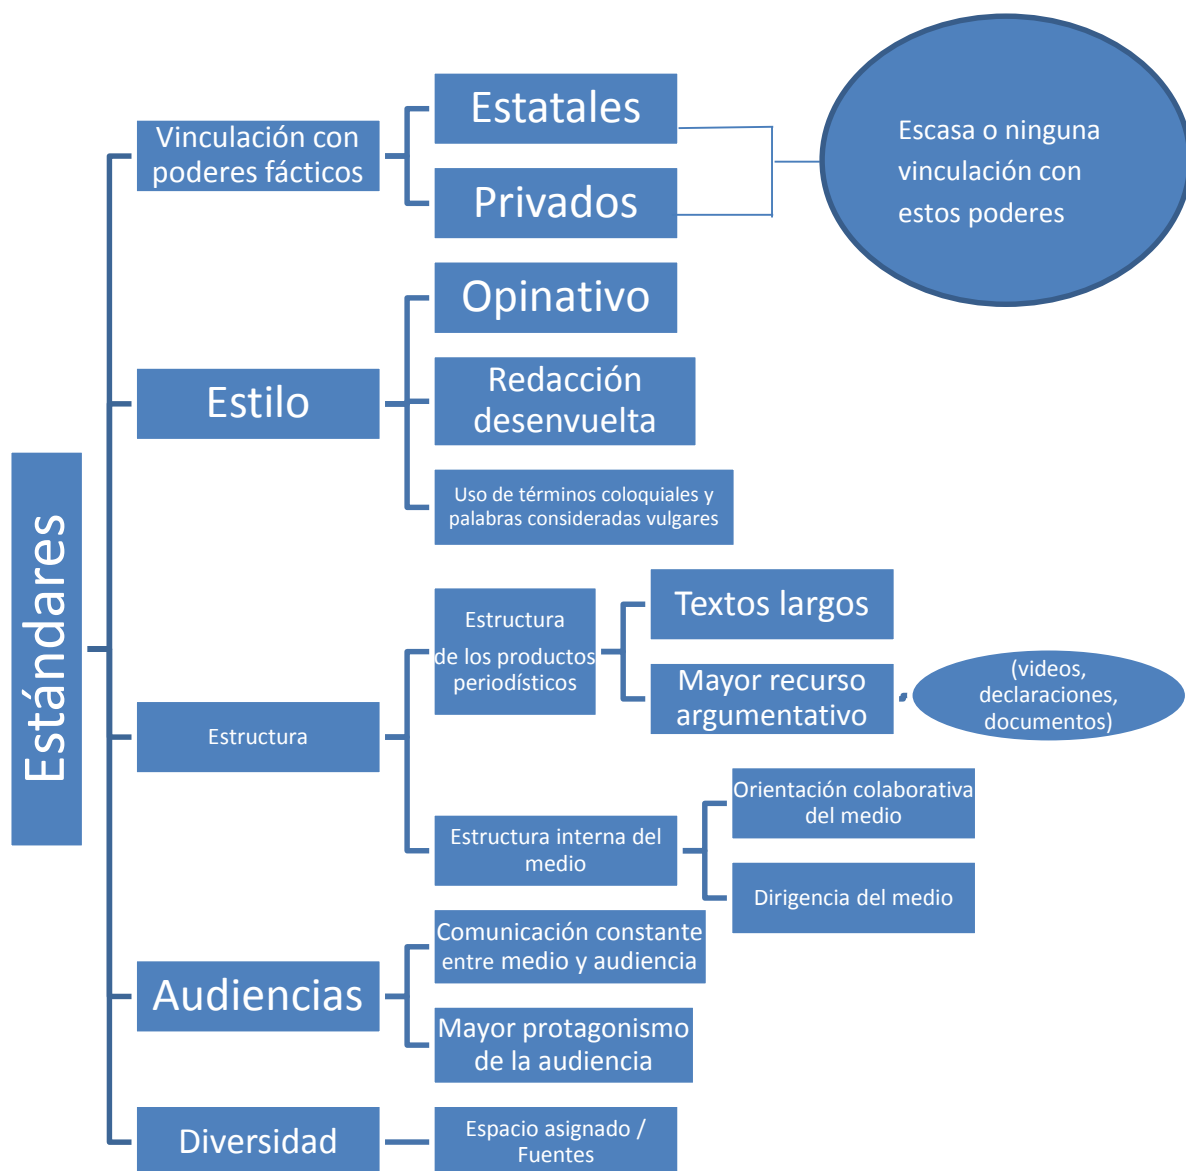 Estándares
Vinculación con
poderes fácticos
Estatales
Privados
Escasa o ninguna
vinculación con
estos poderes
Estilo
Opinativo
Redacción
desenvuelta
Uso de términos coloquiales y
palabras consideradas vulgares
Estructura
Estructura
de los productos
periodísticos
Textos largos
Mayor recurso
argumentativo
(videos,
declaraciones,
documentos)
Estructura interna del
medio
Orientación colaborativa
del medio
Dirigencia del medio
Audiencias
Comunicación constante
entre medio y audiencia
Mayor protagonismo
de la audiencia
Diversidad
Espacio asignado /
Fuentes